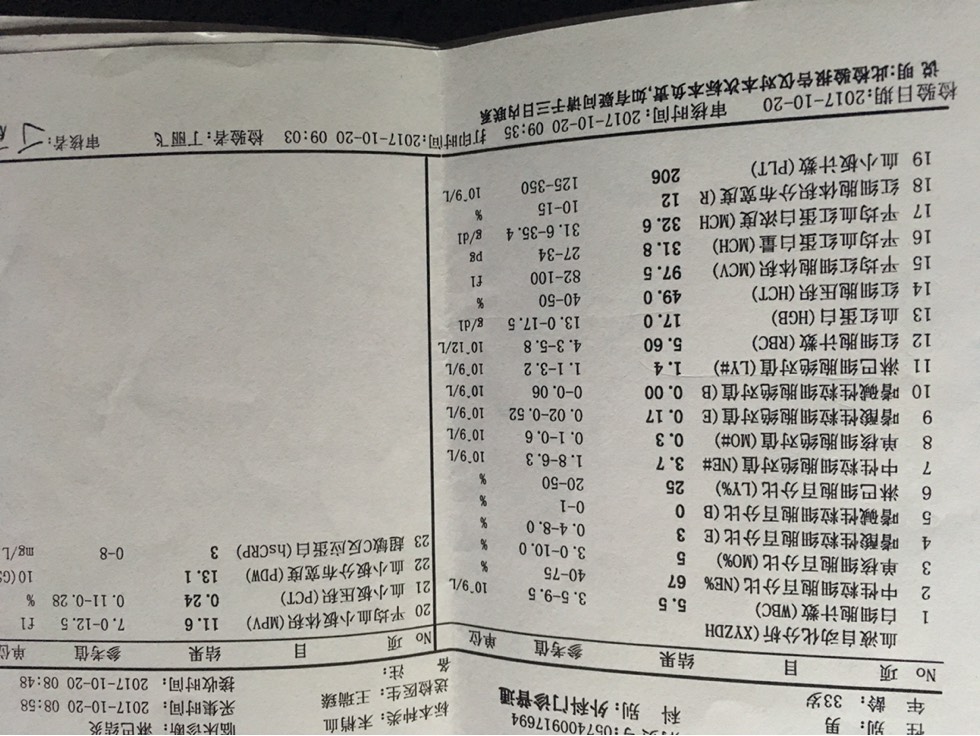 性 别: 男
年 龄: 33岁
:057400917694
科 别:外科门诊普通
标本种类: 末梢血
送检医生: 王瑞臻
备 注:
临床诊断: 淋巴结炎
采集时间: 2017-10-20 08:58
接收时间: 2017-10-20 08:48
No 项 目 结果 参考值 单位
血液自动化分析(XYZDH
1 白细胞计数(WBC) 5.5 3.5-9.5 10^9/L
2 中性粒细胞百分比(NE% 67 40-75 %
3 单核细胞百分比(MO%) 5 3.0-10.0 %
4 嗜酸性粒细胞百分比(E 3 0.4-8.0 %
5 嗜碱性粒细胞百分比(B 0 0-1 %
6 淋巴细胞百分比(LY%) 25 20-50 %
7 中性粒细胞绝对值(NE# 3.7 1.8-6.3 10^9/L
8 单核细胞绝对值(MO#) 0.3 0.1-0.6 10^9/L
9 嗜酸性粒细胞绝对值(E 0.17 0.02-0.52 10^9/L
10 嗜碱性粒细胞绝对值(B 0.00 0-0.06 10^9/L
11 淋巴细胞绝对值(LY#) 1.4 1.1-3.2 10^9/L
12 红细胞计数(RBC) 5.60 4.3-5.8 10^12/L
13 血红蛋白(HGB) 17.0 13.0-17.5 g/dl
14 红细胞压积(HCT) 49.0 40-50 %
15 平均红细胞体积(MCV) 97.5 82-100 fl
16 平均血红蛋白量(MCH) 31.8 27-34 pg
17 平均血红蛋白浓度(MCH 32.6 31.6-35.4 g/dl
18 红细胞体积分布宽度(R 12 10-15 %
19 血小板计数(PLT) 206 125-350 10^9/L
No 项 目 结果 参考值 单位
20 平均血小板体积(MPV) 11.6 7.0-12.5 fl
21 血小板压积(PCT) 0.24 0.11-0.28 %
22 血小板分布宽度(PDW) 13.1 10(GS
23 超敏C反应蛋白(hsCRP) 3 0-8 mg/L
检验日期:2017-10-20 审核时间:2017-10-20 09:35 打印时间:2017-10-20 09:03 检验者:丁丽飞 审核者:
说 明:此检验报告仅对本次标本负责,如有疑问请于三日内联系